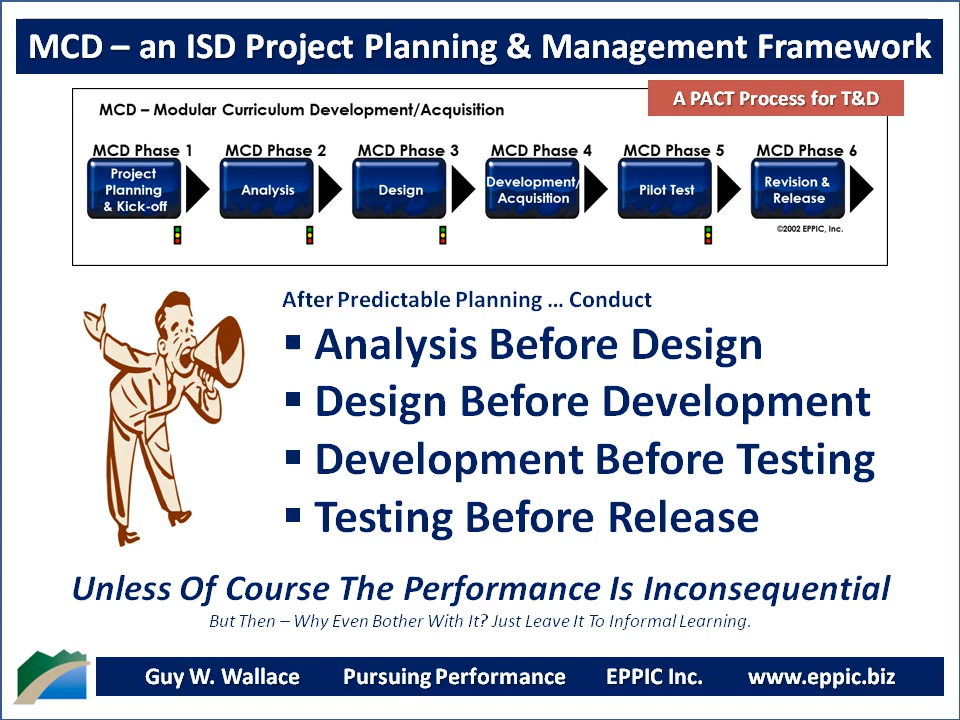 MCD – an ISD Project Planning & Management Framework
A PACT Process for T&D
MCD – Modular Curriculum Development/Acquisition
MCD Phase 1
Project
Planning
& Kick-off
MCD Phase 2
Analysis
MCD Phase 3
Design
MCD Phase 4
Development/
Acquisition
MCD Phase 5
Pilot Test
MCD Phase 6
Revision &
Release
©2002 EPPIC, Inc.
After Predictable Planning ... Conduct
▪ Analysis Before Design
▪ Design Before Development
▪ Development Before Testing
▪ Testing Before Release
Unless Of Course The Performance Is Inconsequential
But Then – Why Even Bother With It? Just Leave It To Informal Learning.
Guy W. Wallace Pursuing Performance EPPIC Inc. www.eppic.biz